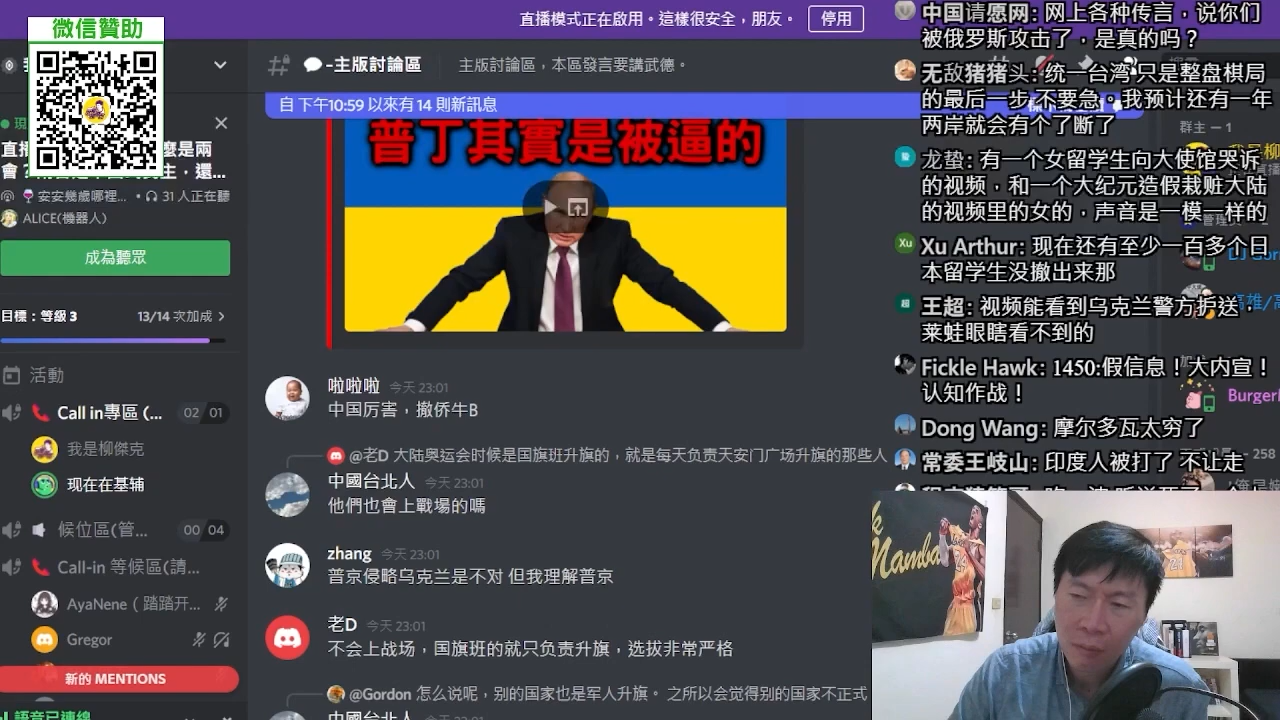 直播模式正在啟用。這樣很安全，朋友。
停用
微信贊助
-主版討論區
主版討論區，本區發言要講武德。
自 下午10:59 以來有 14 則新訊息
31 人正在聽
ALICE(機器人)
成為聽眾
目標：等級 3
13/14 次加成
活動
Call in專區 (...
02 01
我是柳傑克
现在在基辅
候位區(管...
00 04
Call-in 等候區(請...
AyaNene（踏踏开...
Gregor
新的 MENTIONS
語音已連線
普丁其實是被逼的
啦啦啦 今天 23:01
中国厉害，撤侨牛B
@老D 大陆奥运会时候是国旗班升旗的，就是每天负责天安门广场升旗的那些人
中國台北人 今天 23:01
他們也會上戰場的嗎
zhang 今天 23:01
普京侵略乌克兰是不对 但我理解普京
老D 今天 23:01
不会上战场，国旗班的就只负责升旗，选拔非常严格
@Gordon 怎么说呢，别的国家也是军人升旗。 之所以会觉得别的国家不正式
中國台北人
中国请愿网: 网上各种传言，说你们
被俄罗斯攻击了，是真的吗？
无敌猪猪头: 统一台湾 只是整盘棋局
的最后一步 不要急。我预计还有一年
两岸就会有个了断了
龙蛰: 有一个女留学生向大使馆哭诉
的视频，和一个大纪元造假栽赃大陆
的视频里的女的，声音是一模一样的
Xu Arthur: 现在还有至少一百多个日
本留学生没撤出来那
王超: 视频能看到乌克兰警方护送，
莱蛙眼瞎看不到的
Fickle Hawk: 1450:假信息！大内宣！
认知作战！
Dong Wang: 摩尔多瓦太穷了
常委王岐山: 印度人被打了 不让走
群主 — 1
Burger
258
Mamba
24